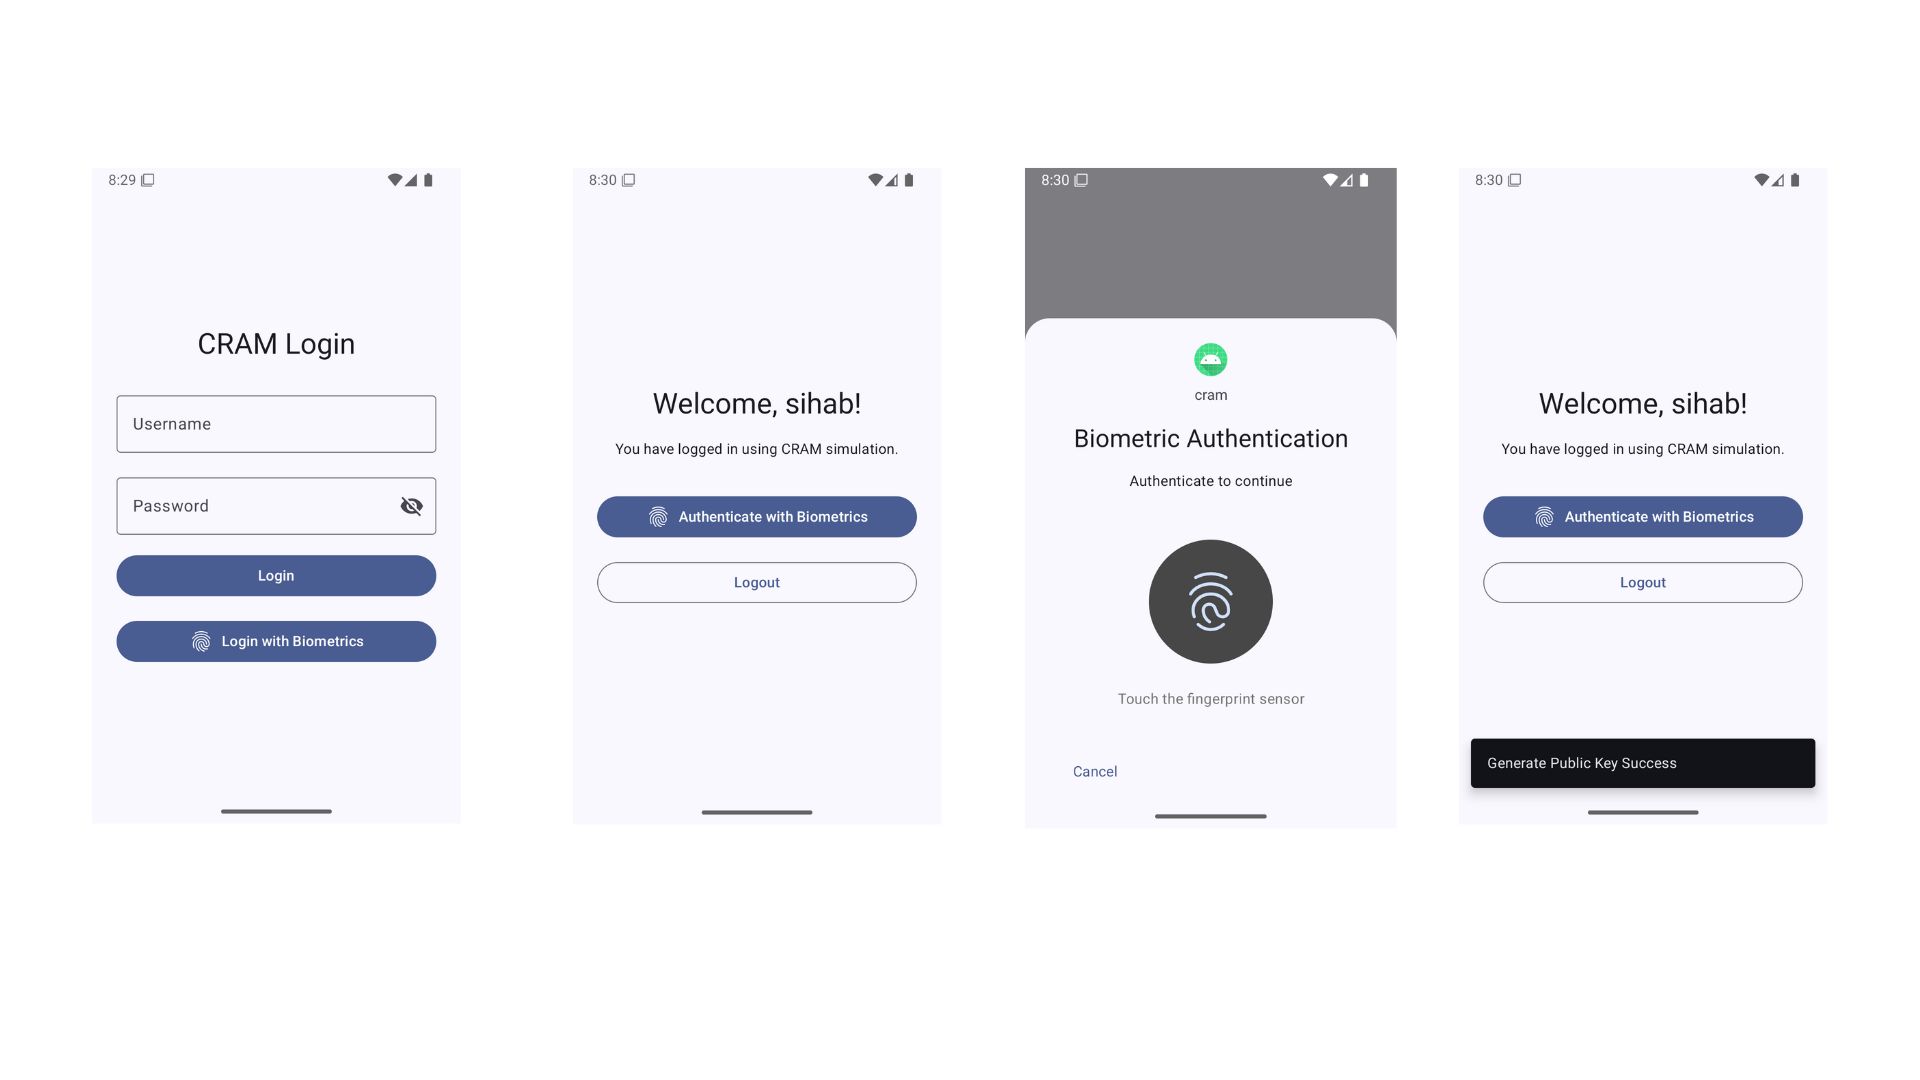 8:29
CRAM Login
Username
Password
Login
Login with Biometrics
8:30
Welcome, sihab!
You have logged in using CRAM simulation.
Authenticate with Biometrics
Logout
8:30
cram
Biometric Authentication
Authenticate to continue
Touch the fingerprint sensor
Cancel
8:30
Welcome, sihab!
You have logged in using CRAM simulation.
Authenticate with Biometrics
Logout
Generate Public Key Success